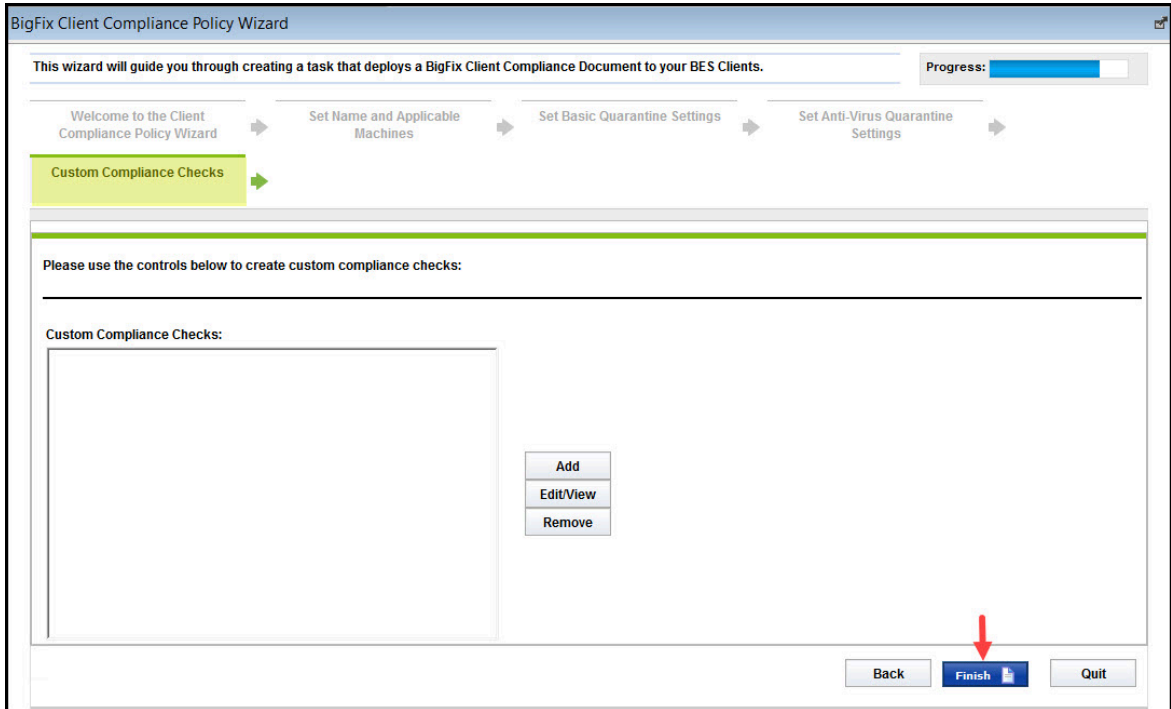 BigFix Client Compliance Policy Wizard
This wizard will guide you through creating a task that deploys a BigFix Client Compliance Document to your BES Clients.
Progress:
Welcome to the Client
Compliance Policy Wizard
Set Name and Applicable
Machines
Set Basic Quarantine Settings
Set Anti-Virus Quarantine
Settings
Custom Compliance Checks
Please use the controls below to create custom compliance checks:
Custom Compliance Checks:
Add
Edit/View
Remove
Back
Finish
Quit